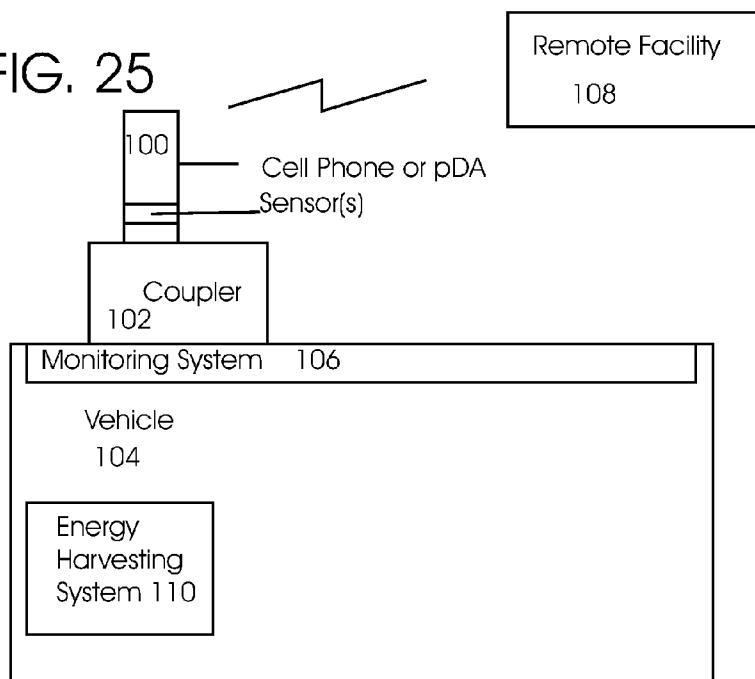 FIG. 25
Remote Facility
108
100
Cell Phone or pDA
Sensor(s)
Coupler
102
Monitoring System 106
Vehicle
104
Energy
Harvesting
System 110